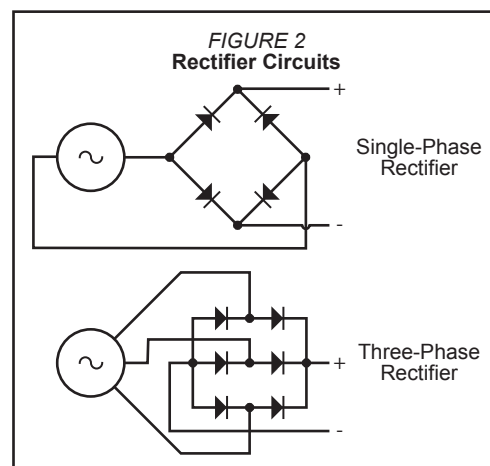 FIGURE 2
Rectifier Circuits
+
Single-Phase
Rectifier
-
+
Three-Phase
Rectifier
-